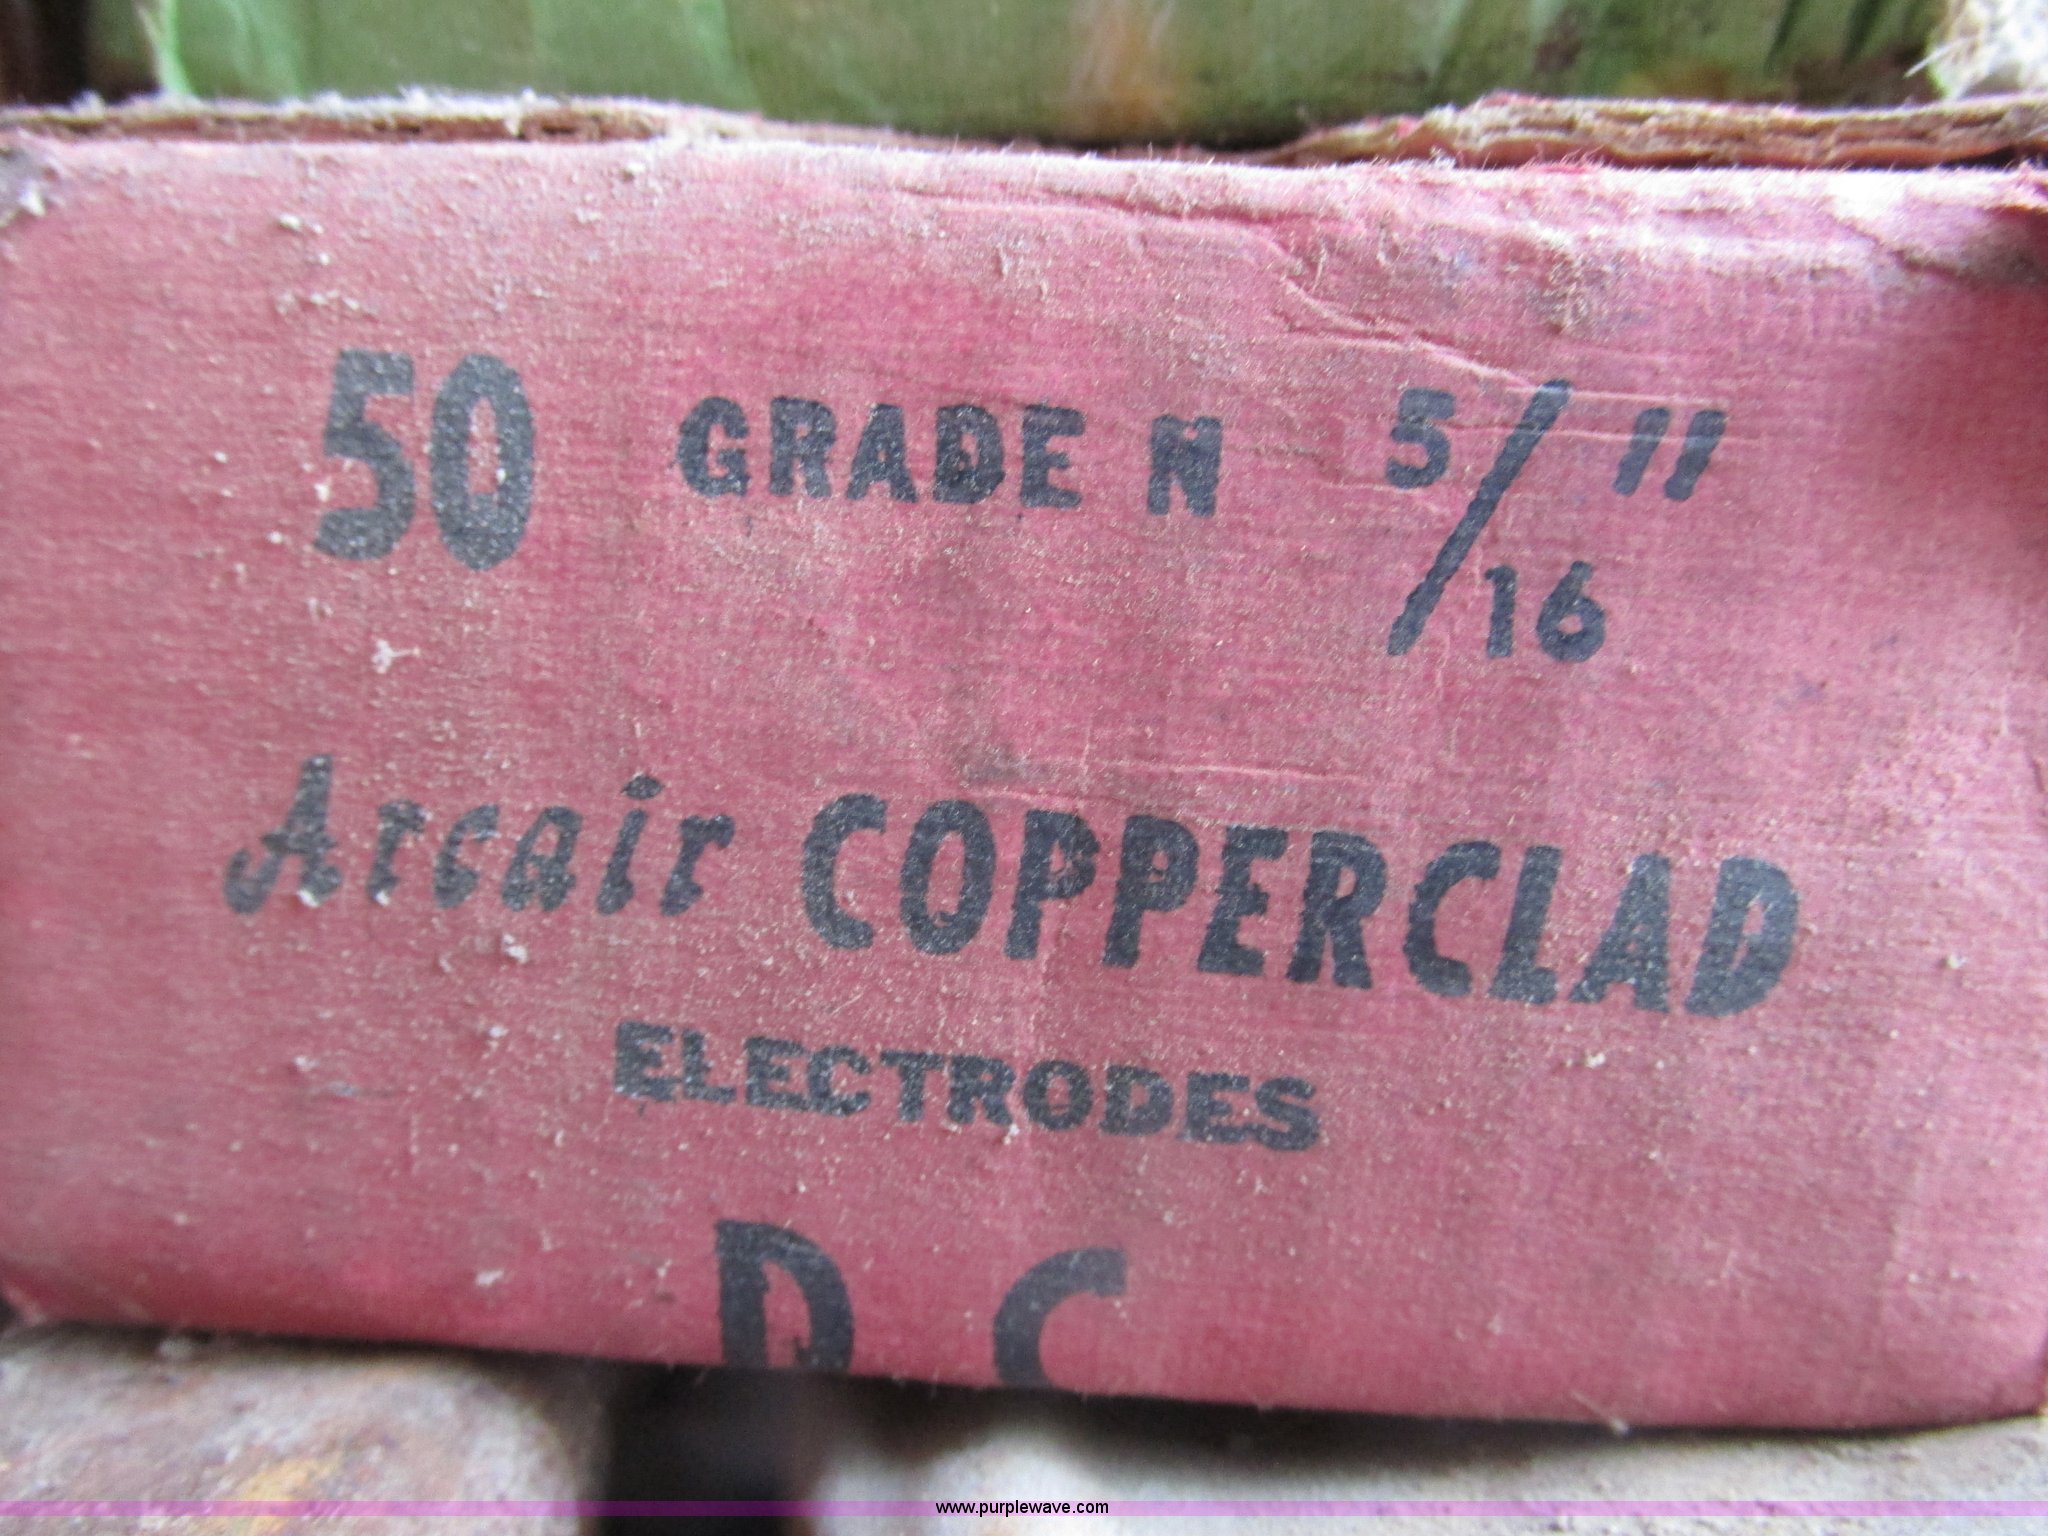 50 GRADE N 5/16"
Arcair COPPERCLAD
ELECTRODES
D C
www.purplewave.com